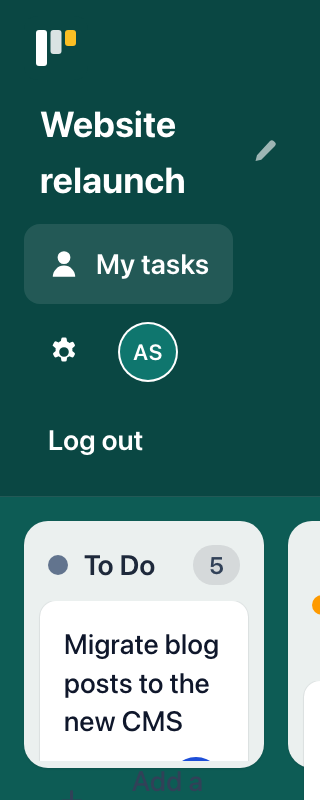 Website
relaunch
My tasks
AS
Log out
To Do 5
Migrate blog
posts to the
new CMS
Add a